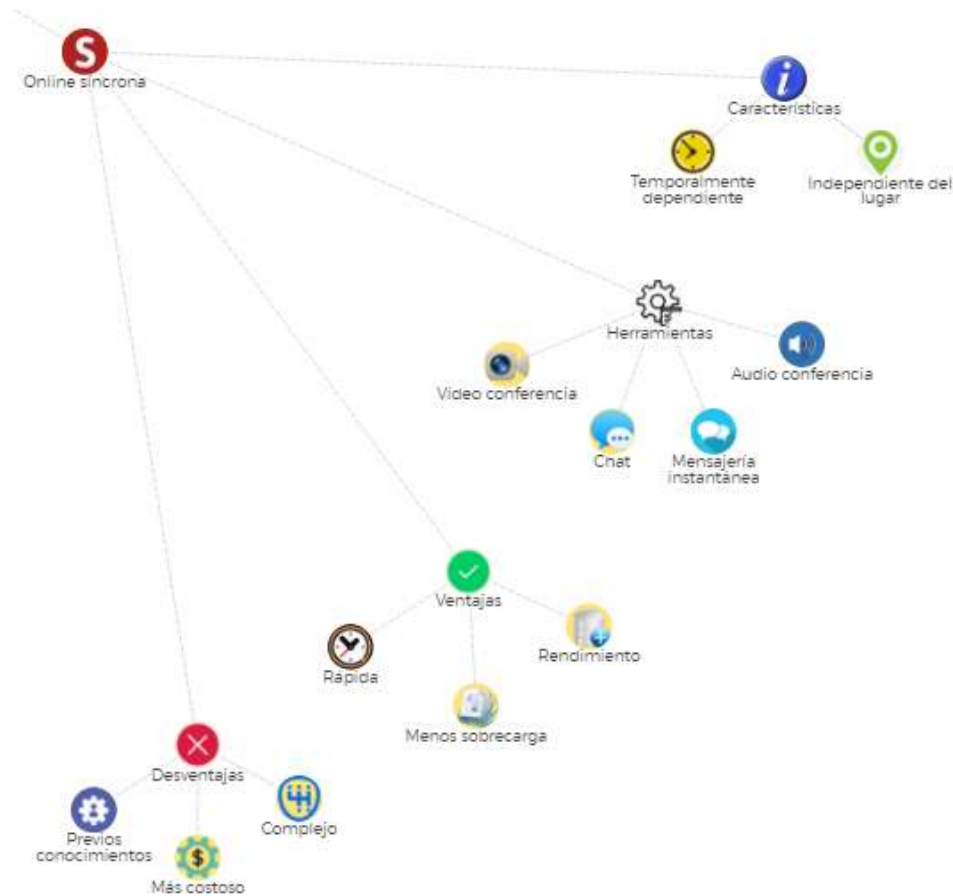 S
Online síncrona
i
Características
Temporalmente
dependiente
Independiente del
lugar
Herramientas
Video conferencia
Audio conferencia
Chat
Mensajería
instantánea
Ventajas
Rápida
Rendimiento
Menos sobrecarga
Desventajas
Previos
conocimientos
Complejo
$
Más costoso